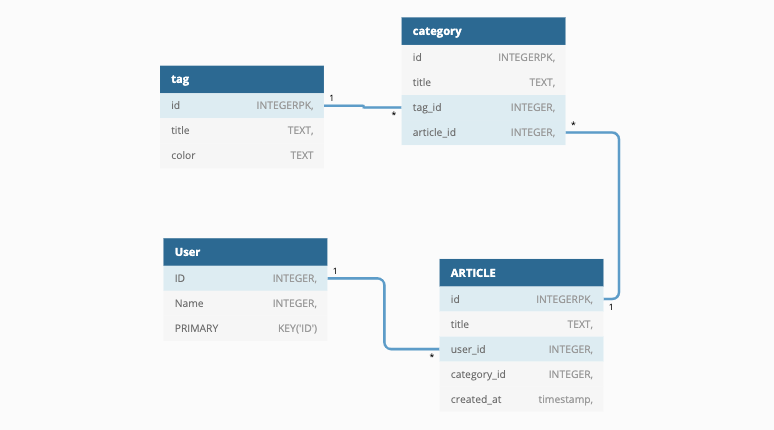 category
id INTEGERPK,
title TEXT,
tag_id INTEGER,
article_id INTEGER,
*
tag
id INTEGERPK,
title TEXT,
color TEXT
1
*
User
ID INTEGER,
Name INTEGER,
PRIMARY KEY('ID')
1
*
ARTICLE
id INTEGERPK,
title TEXT,
user_id INTEGER,
category_id INTEGER,
created_at timestamp,
1